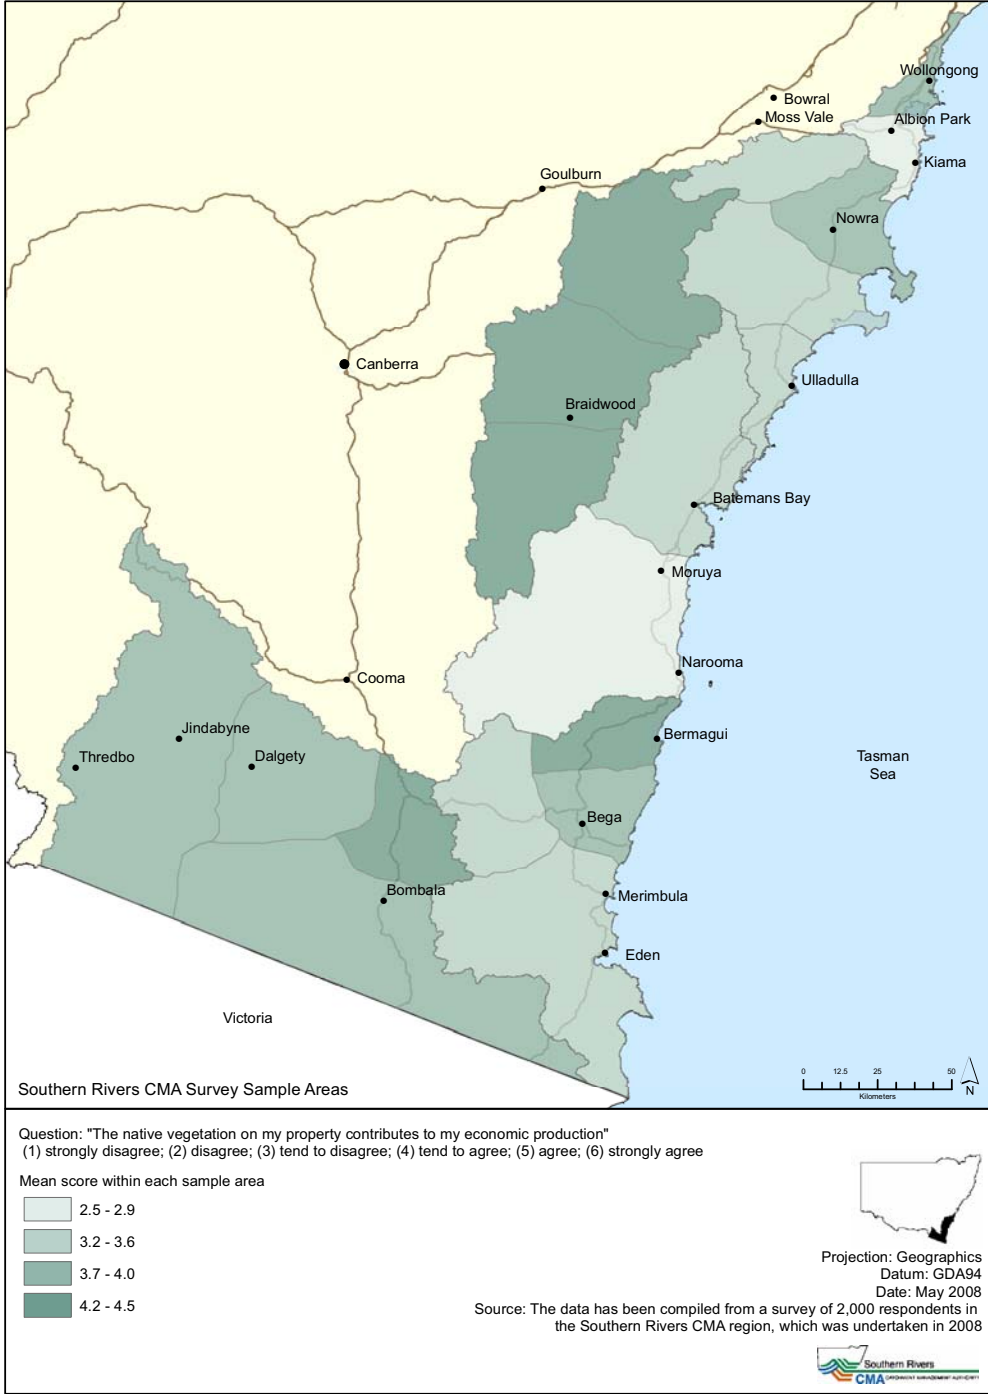 Wollongong
Bowral
Moss Vale
Albion Park
Kiama
Goulburn
Nowra
Canberra
Ulladulla
Braidwood
Batemans Bay
Moruya
Narooma
Cooma
Jindabyne
Bermagui
Thredbo
Dalgety
Tasman
Sea
Bega
Bombala
Merimbula
Eden
Victoria
0 12.5 25 50
Kilometers
N
Southern Rivers CMA Survey Sample Areas
Question: "The native vegetation on my property contributes to my economic production"
(1) strongly disagree; (2) disagree; (3) tend to disagree; (4) tend to agree; (5) agree; (6) strongly agree
Mean score within each sample area
2.5 - 2.9
3.2 - 3.6
3.7 - 4.0
4.2 - 4.5
Projection: Geographics
Datum: GDA94
Date: May 2008
Source: The data has been compiled from a survey of 2,000 respondents in
the Southern Rivers CMA region, which was undertaken in 2008
Southern Rivers
CMA CATCHMENT MANAGEMENT AUTHORITY